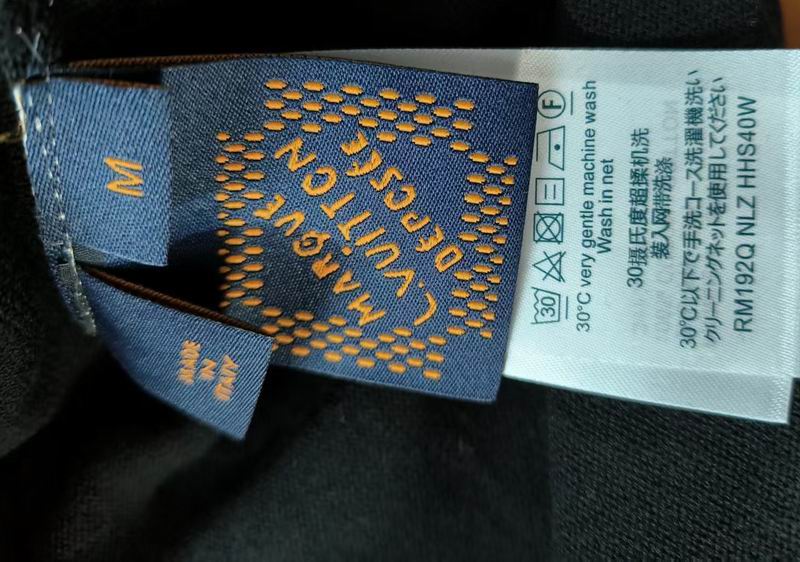 M
MADE
IN
ITALY
MARQUE
L.VUITTON
DÉPOSÉE
30 F
30°C very gentle machine wash
Wash in net
30摄氏度超揉机洗
装入网带洗涤
30℃以下で手洗コース洗濯機洗い
クリーニングネットを使用してください
RM192Q NLZ HHS40W